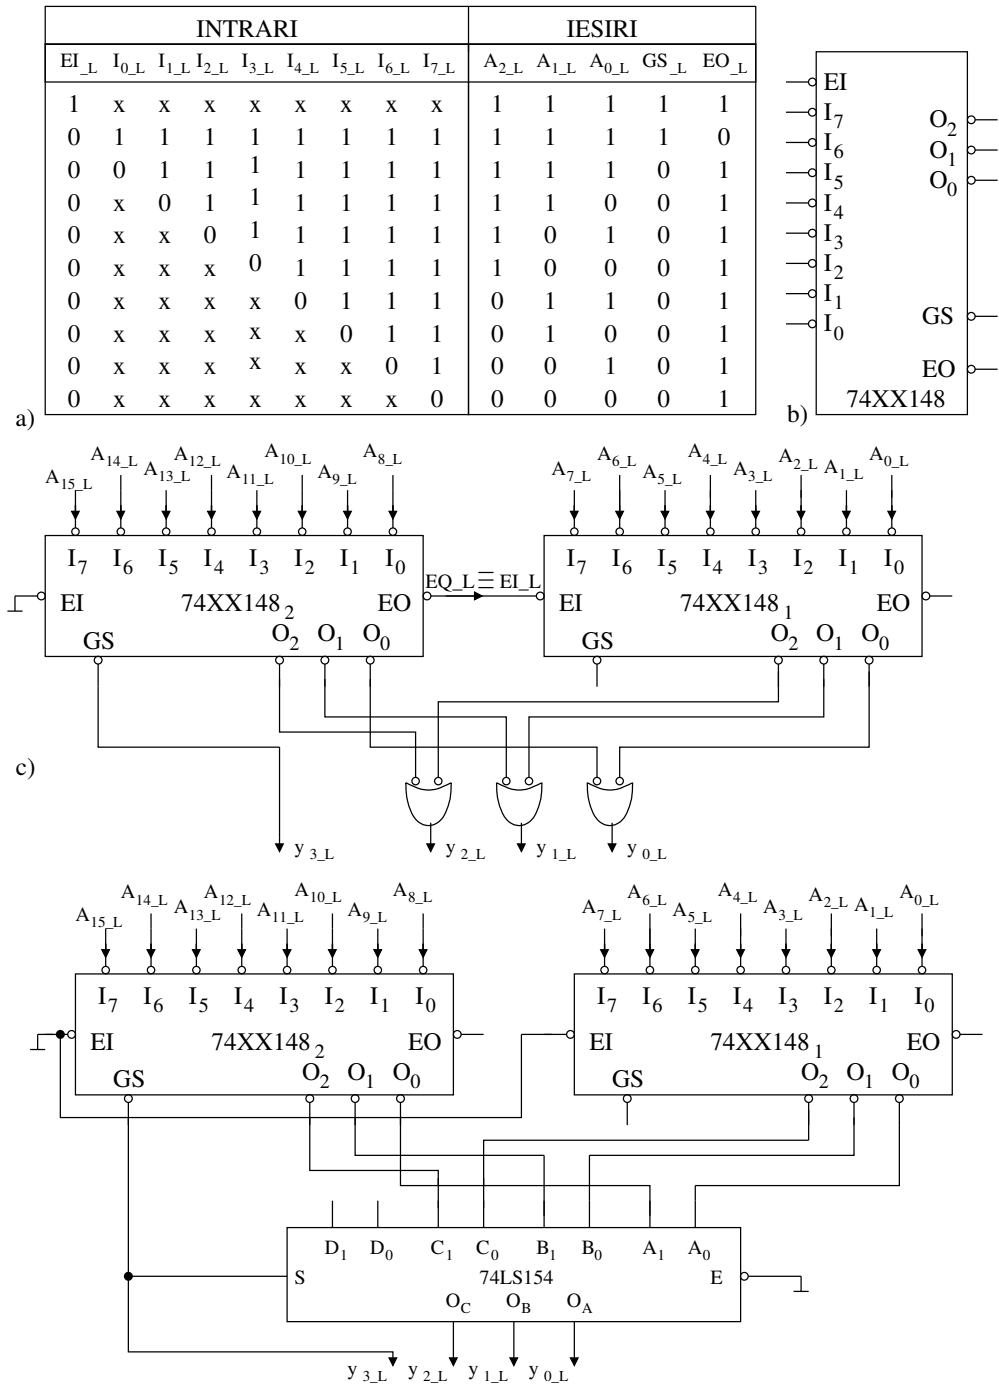 INTRARI IESIRI
EI_L I0_L I1_L I2_L I3_L I4_L I5_L I6_L I7_L A2_L A1_L A0_L GS_L EO_L
1 x x x x x x x x 1 1 1 1 1
0 1 1 1 1 1 1 1 1 1 1 1 1 0
0 0 1 1 1 1 1 1 1 1 1 1 0 1
0 x 0 1 1 1 1 1 1 1 1 0 0 1
0 x x 0 1 1 1 1 1 1 0 1 0 1
0 x x x 0 1 1 1 1 1 0 0 0 1
0 x x x x 0 1 1 1 0 1 1 0 1
0 x x x x x 0 1 1 0 1 0 0 1
0 x x x x x x 0 1 0 0 1 0 1
0 x x x x x x x 0 0 0 0 0 1
a)
EI
I7
I6
I5
I4
I3
I2
I1
I0
O2
O1
O0
GS
EO
74XX148
b)
A15_L A14_L A13_L A12_L A11_L A10_L A9_L A8_L
I7 I6 I5 I4 I3 I2 I1 I0
EI 74XX148 2 EO
GS O2 O1 O0
EQ_L ≡ EI_L
A7_L A6_L A5_L A4_L A3_L A2_L A1_L A0_L
I7 I6 I5 I4 I3 I2 I1 I0
EI 74XX148 1 EO
GS O2 O1 O0
c)
y3_L y2_L y1_L y0_L
A15_L A14_L A13_L A12_L A11_L A10_L A9_L A8_L
I7 I6 I5 I4 I3 I2 I1 I0
EI 74XX148 2 EO
GS O2 O1 O0
A7_L A6_L A5_L A4_L A3_L A2_L A1_L A0_L
I7 I6 I5 I4 I3 I2 I1 I0
EI 74XX148 1 EO
GS O2 O1 O0
D1 D0 C1 C0 B1 B0 A1 A0
S 74LS154 E
OC OB OA
y3_L y2_L y1_L y0_L